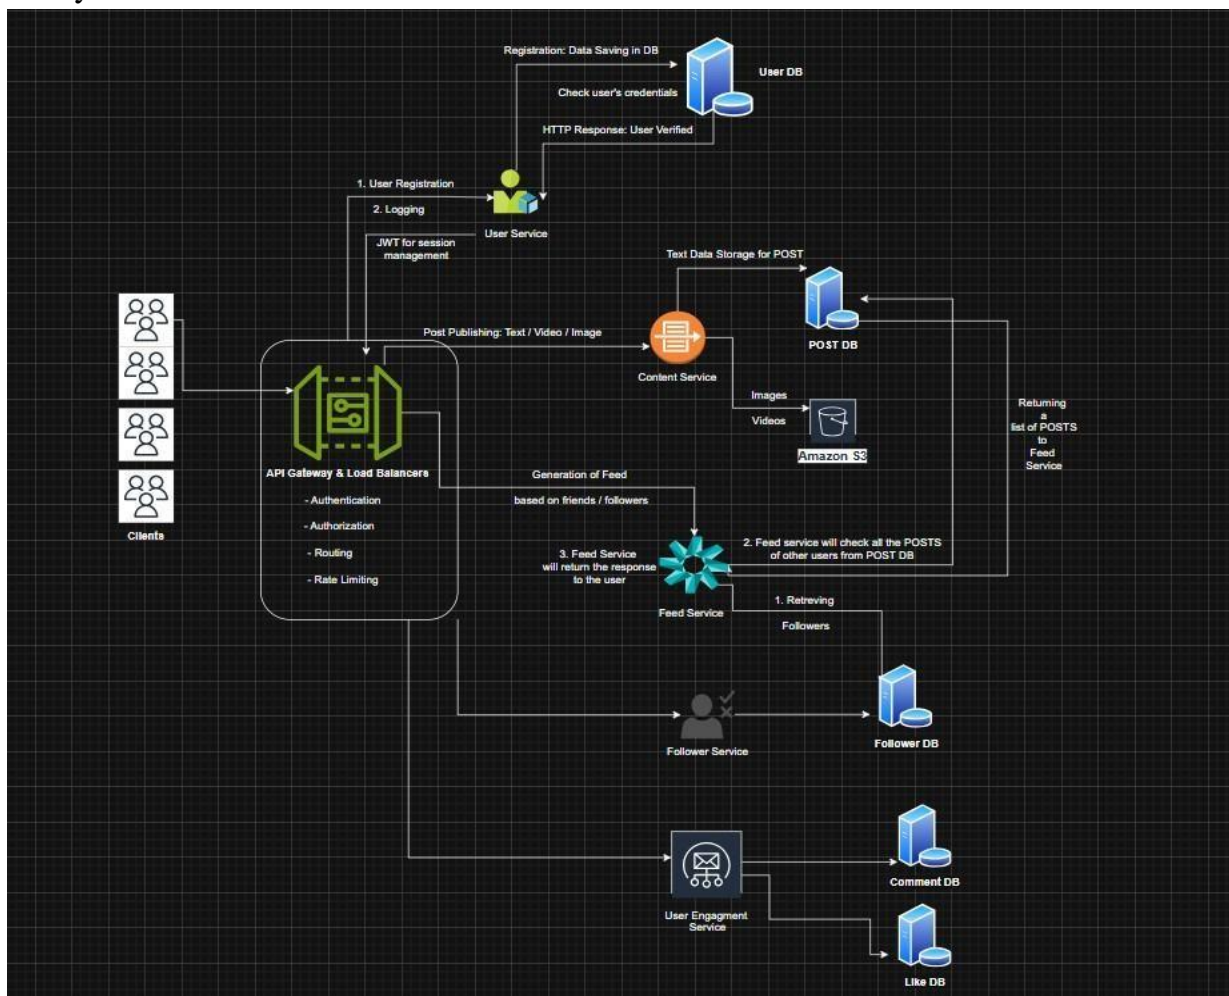 Registration: Data Saving in DB
User DB
Check user's credentials
HTTP Response: User Verified
1. User Registration
2. Logging
User Service
JWT for session
management
Text Data Storage for POST
Post Publishing: Text / Video / Image
POST DB
Content Service
Images
Videos
Amazon S3
Returning
a
list of POSTS
to
Feed
Service
API Gateway & Load Balancers
- Authentication
- Authorization
- Routing
- Rate Limiting
Clients
Generation of Feed
based on friends / followers
2. Feed service will check all the POSTS
of other users from POST DB
3. Feed Service
will return the response
to the user
Feed Service
1. Retreving
Followers
Follower Service
Follower DB
Comment DB
User Engagment
Service
Like DB